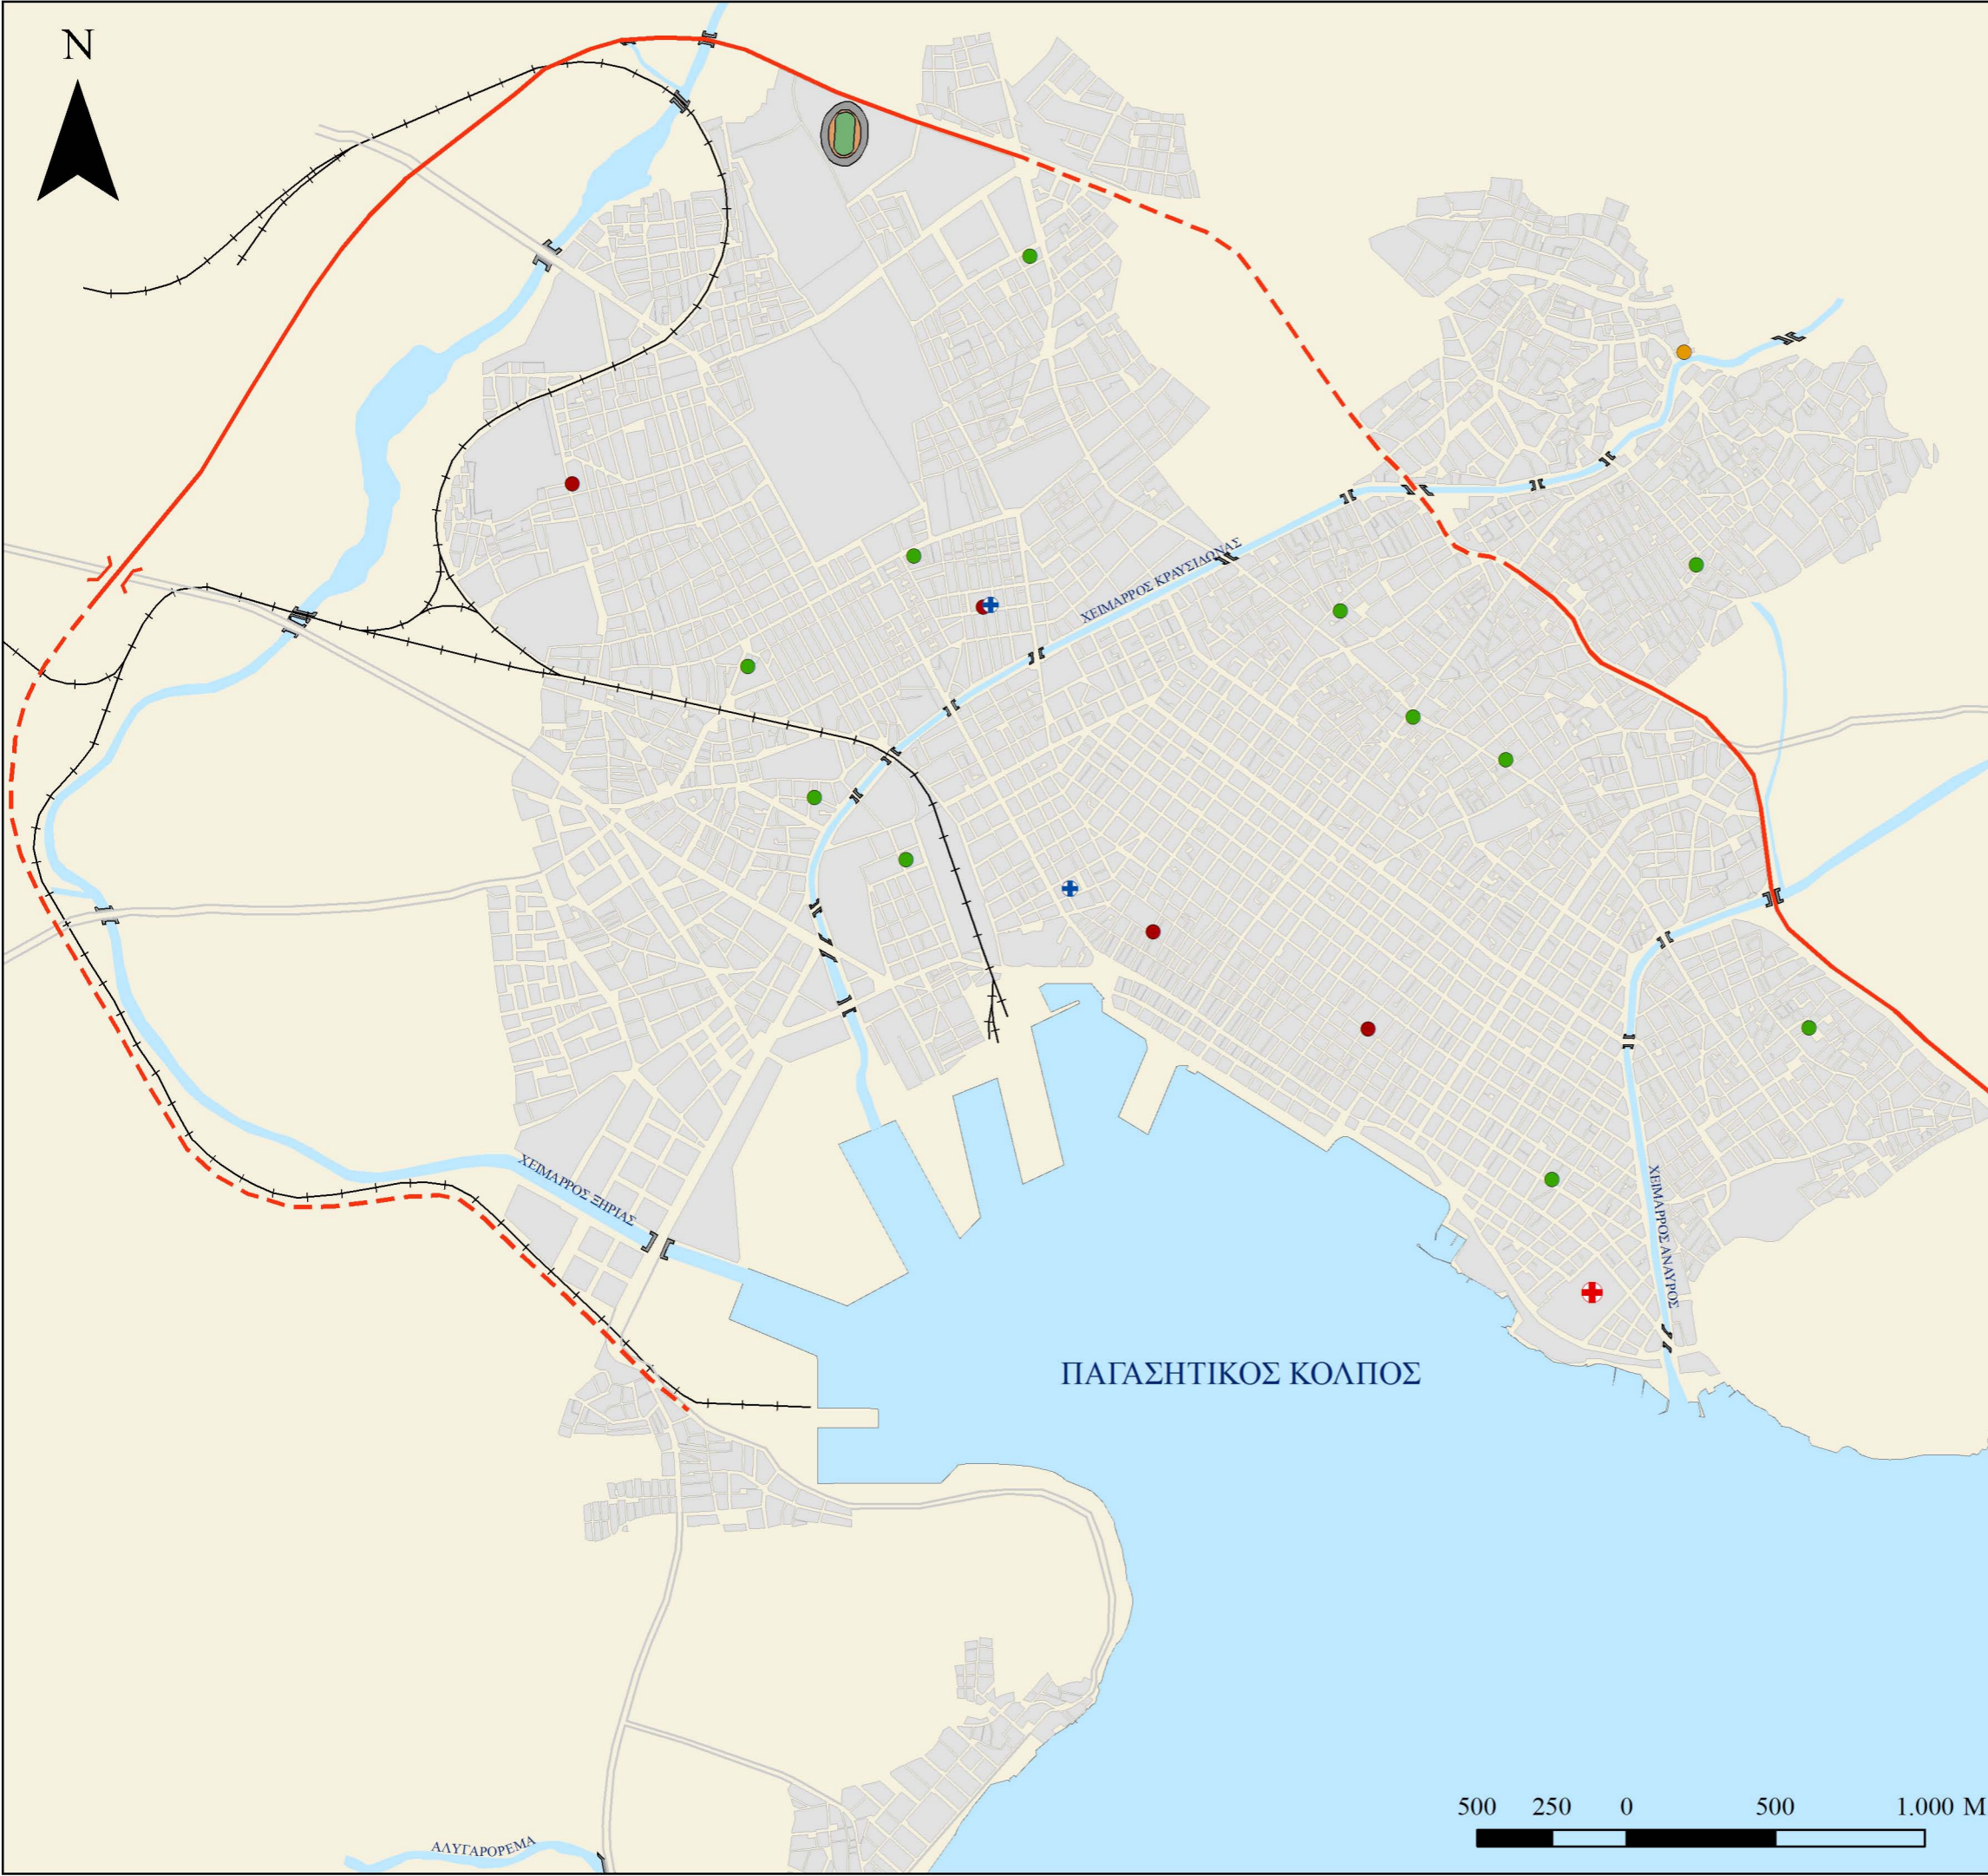 N
ΧΕΙΜΑΡΡΟΣ ΚΡΑΥΣΙΔΩΝΑΣ
ΧΕΙΜΑΡΡΟΣ ΞΗΡΙΑΣ
ΧΕΙΜΑΡΡΟΣ ΑΝΑΥΡΟΣ
ΠΑΓΑΣΗΤΙΚΟΣ ΚΟΛΠΟΣ
500 250 0 500 1.000 M
ΑΛΥΓΑΡΟΡΕΜΑ